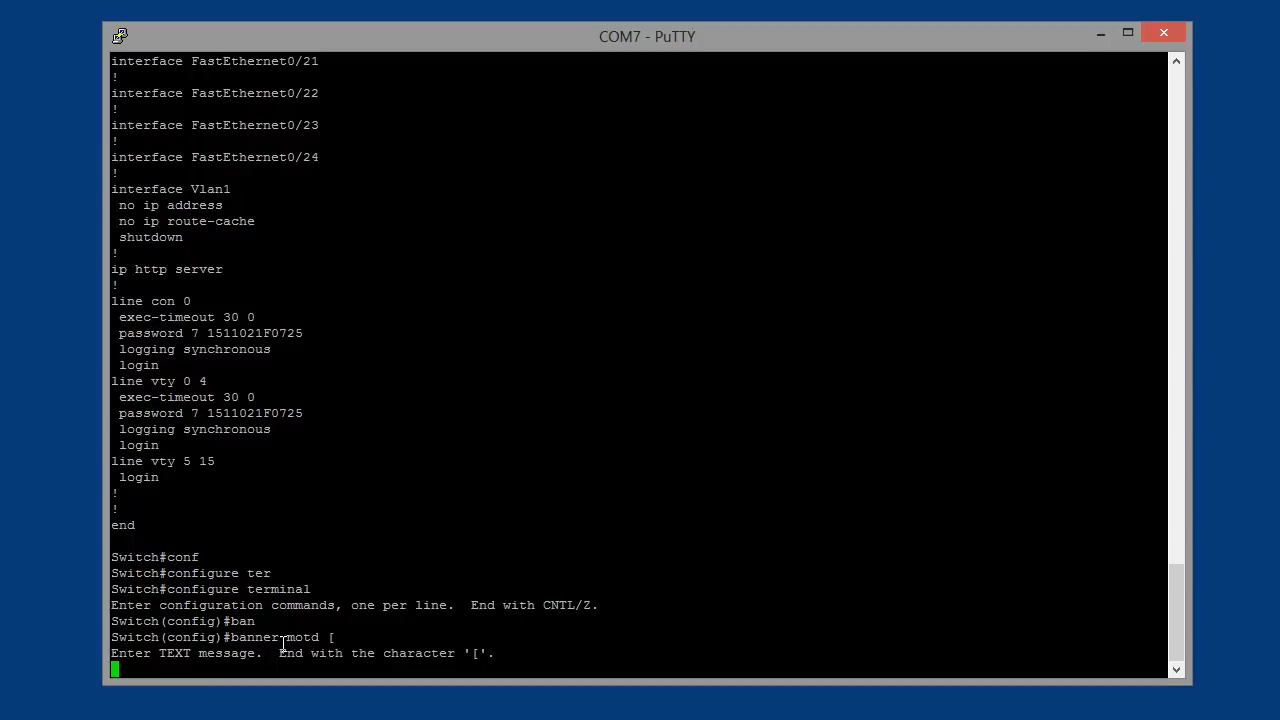 COM7 - PuTTY
interface FastEthernet0/21
!
interface FastEthernet0/22
!
interface FastEthernet0/23
!
interface FastEthernet0/24
!
interface Vlan1
 no ip address
 no ip route-cache
 shutdown
!
ip http server
!
line con 0
 exec-timeout 30 0
 password 7 1511021F0725
 logging synchronous
 login
line vty 0 4
 exec-timeout 30 0
 password 7 1511021F0725
 logging synchronous
 login
line vty 5 15
 login
!
!
end
Switch#conf
Switch#configure ter
Switch#configure terminal
Enter configuration commands, one per line.  End with CNTL/Z.
Switch(config)#ban
Switch(config)#banner motd [
Enter TEXT message.  End with the character '['.